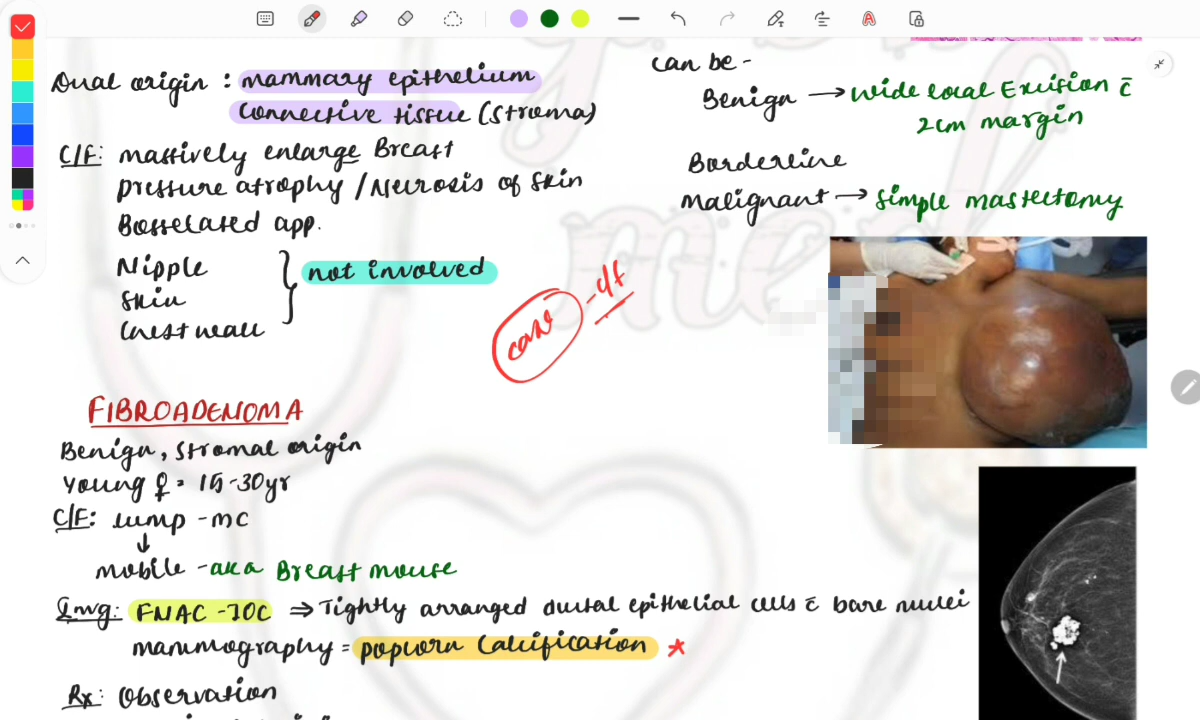 Dual origin : mammary epithelium
connective tissue (stroma)
C/F: massively enlarge Breast
pressure atrophy / Necrosis of skin
Bosselated app.
Nipple
skin
Chest wall
not involved
can be -
Benign → wide local Excision c̄
2cm margin
Borderline
malignant → simple mastectomy
FIBROADENOMA
Benign, stromal origin
Young ♀ = 15-30yr
C/F: lump - mc
↓
mobile - aka Breast mouse
Img: FNAC - IOC ⇒ Tightly arranged ductal epithelial cells c̄ bare nuclei
mammography = popcorn calcification *
Rx: Observation